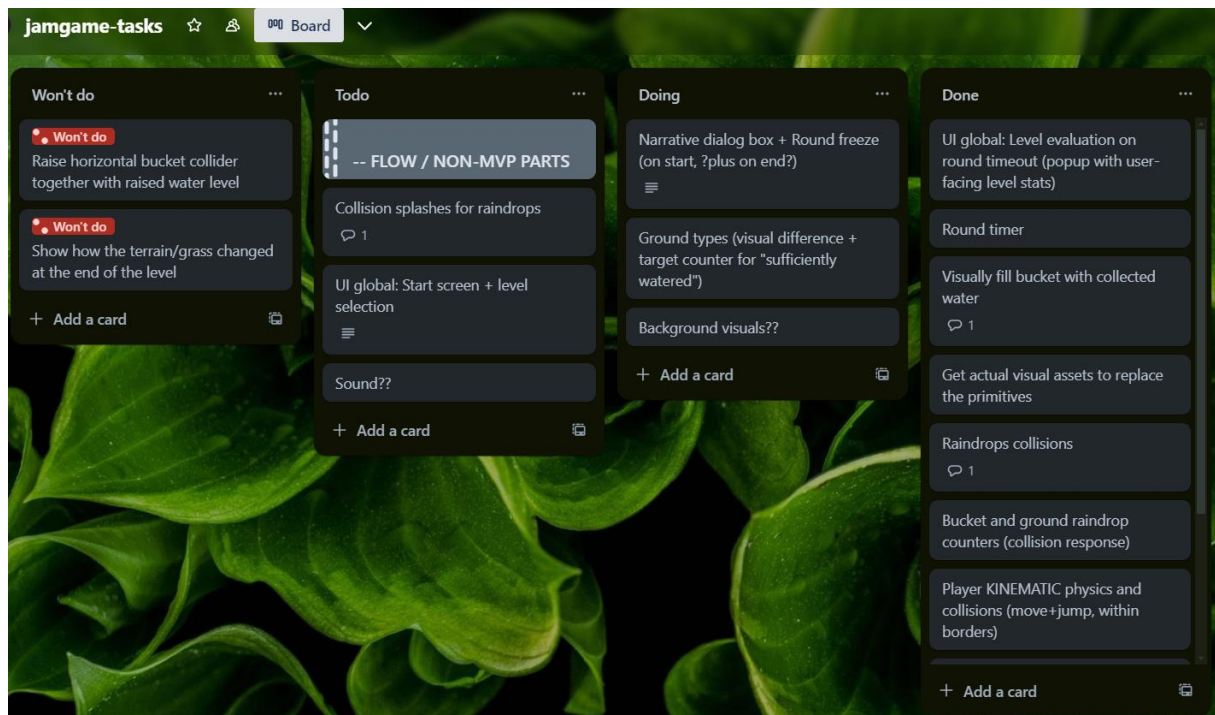 jamgame-tasks
Board
Won't do
Won't do
Raise horizontal bucket collider
together with raised water level
Won't do
Show how the terrain/grass changed
at the end of the level
+ Add a card
Todo
-- FLOW / NON-MVP PARTS
Collision splashes for raindrops
1
UI global: Start screen + level
selection
Sound??
+ Add a card
Doing
Narrative dialog box + Round freeze
(on start, ?plus on end?)
Ground types (visual difference +
target counter for "sufficiently
watered")
Background visuals??
+ Add a card
Done
UI global: Level evaluation on
round timeout (popup with user-
facing level stats)
Round timer
Visually fill bucket with collected
water
1
Get actual visual assets to replace
the primitives
Raindrops collisions
1
Bucket and ground raindrop
counters (collision response)
Player KINEMATIC physics and
collisions (move+jump, within
borders)
+ Add a card